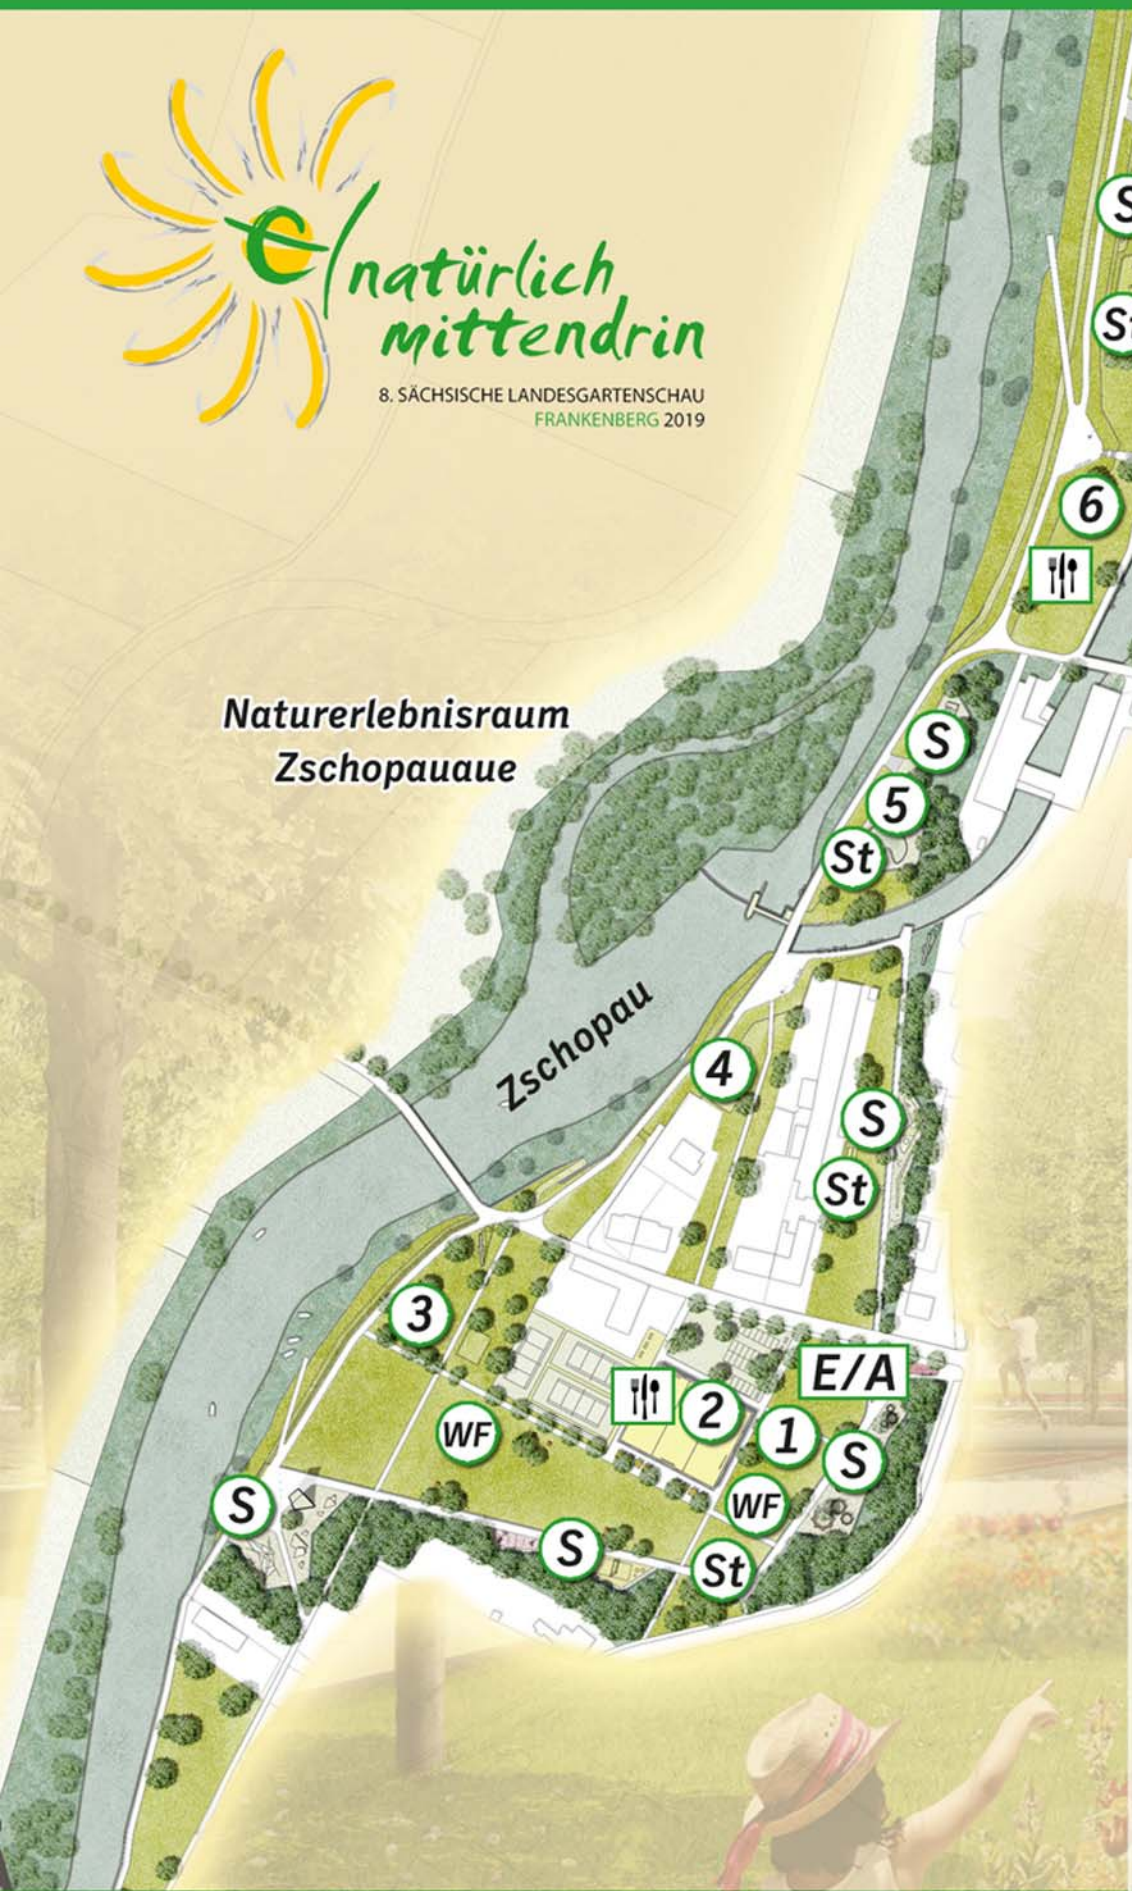 natürlich
mittendrin
8. SÄCHSISCHE LANDESGARTENSCHAU
FRANKENBERG 2019
S
St
6
Naturerlebnisraum
Zschopauaue
S
5
St
Zschopau
4
S
St
3
E/A
2
1
WF
S
S
WF
S
St